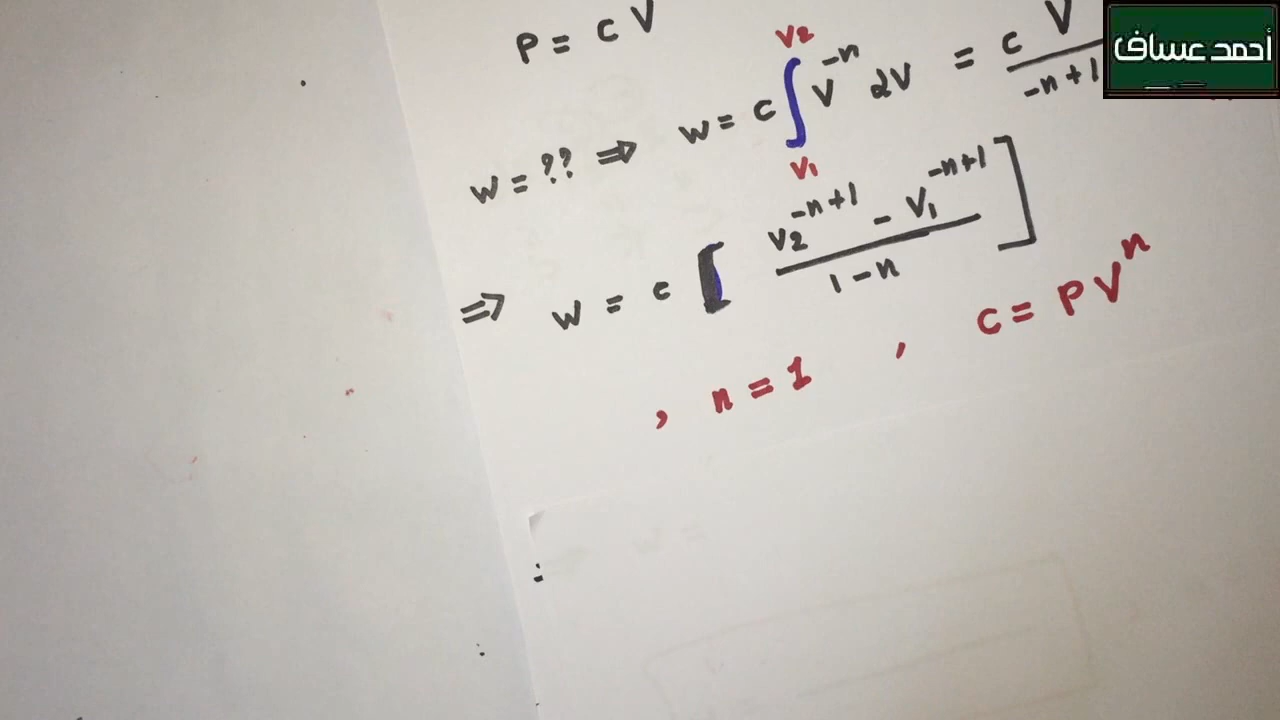 أحمد عساف
P = c V
W = ?? ⇒ W = c ∫ V1 V2 V^-n dV = c V / -n+1
⇒ W = c [ V2^-n+1 - V1^-n+1 / 1-n ]
, n = 1 , c = P V^n